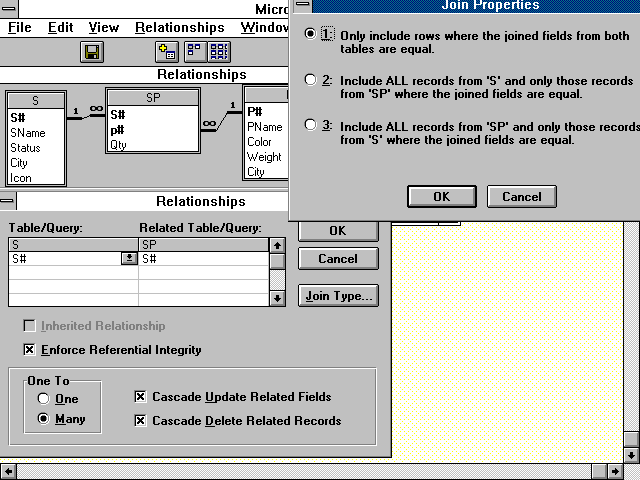 Micro
Join Properties
File Edit View Relationships Window
1: Only include rows where the joined fields from both
tables are equal.
2: Include ALL records from 'S' and only those records
from 'SP' where the joined fields are equal.
3: Include ALL records from 'SP' and only those records
from 'S' where the joined fields are equal.
OK Cancel
Relationships
S
S#
SName
Status
City
Icon
1 ∞
SP
S#
p#
Qty
∞ 1
P#
PName
Color
Weight
City
Relationships
Table/Query: Related Table/Query:
S SP
S# S#
OK
Cancel
Join Type...
Inherited Relationship
Enforce Referential Integrity
One To
One
Many
Cascade Update Related Fields
Cascade Delete Related Records